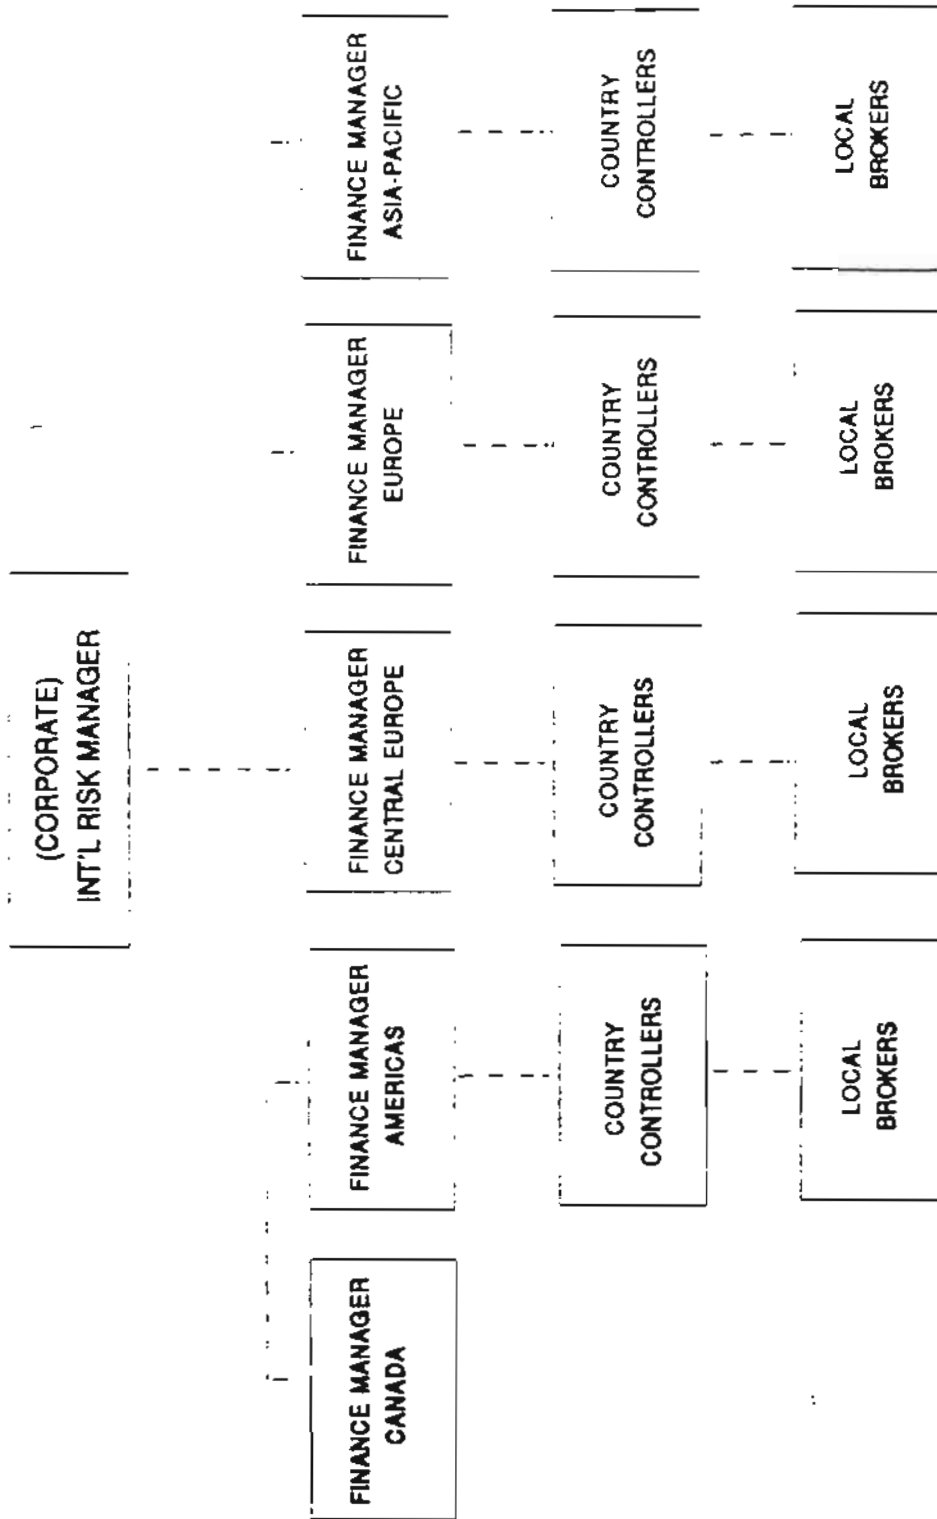 (CORPORATE)
INT'L RISK MANAGER
FINANCE MANAGER
CANADA
FINANCE MANAGER
AMERICAS
FINANCE MANAGER
CENTRAL EUROPE
FINANCE MANAGER
EUROPE
FINANCE MANAGER
ASIA-PACIFIC
COUNTRY
CONTROLLERS
COUNTRY
CONTROLLERS
COUNTRY
CONTROLLERS
COUNTRY
CONTROLLERS
LOCAL
BROKERS
LOCAL
BROKERS
LOCAL
BROKERS
LOCAL
BROKERS